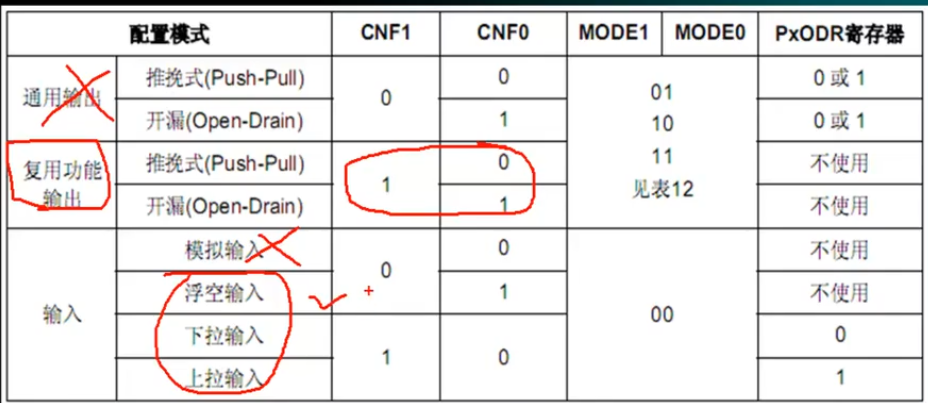 配置模式 CNF1 CNF0 MODE1 MODE0 PxODR寄存器
通用输出 推挽式(Push-Pull) 0 0 01 0 或 1
开漏(Open-Drain) 1 10 0 或 1
复用功能 推挽式(Push-Pull) 1 0 11 不使用
输出 开漏(Open-Drain) 1 见表12 不使用
输入 模拟输入 0 0 00 不使用
浮空输入 1 不使用
下拉输入 1 0 0
上拉输入 1